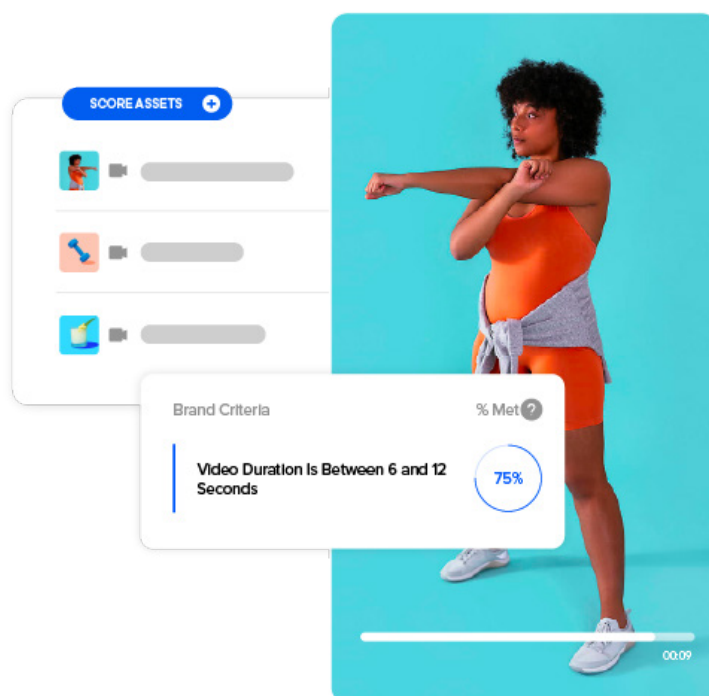 SCORE ASSETS
Brand Criteria
% Met ?
Video Duration Is Between 6 and 12
Seconds
75%
00:09